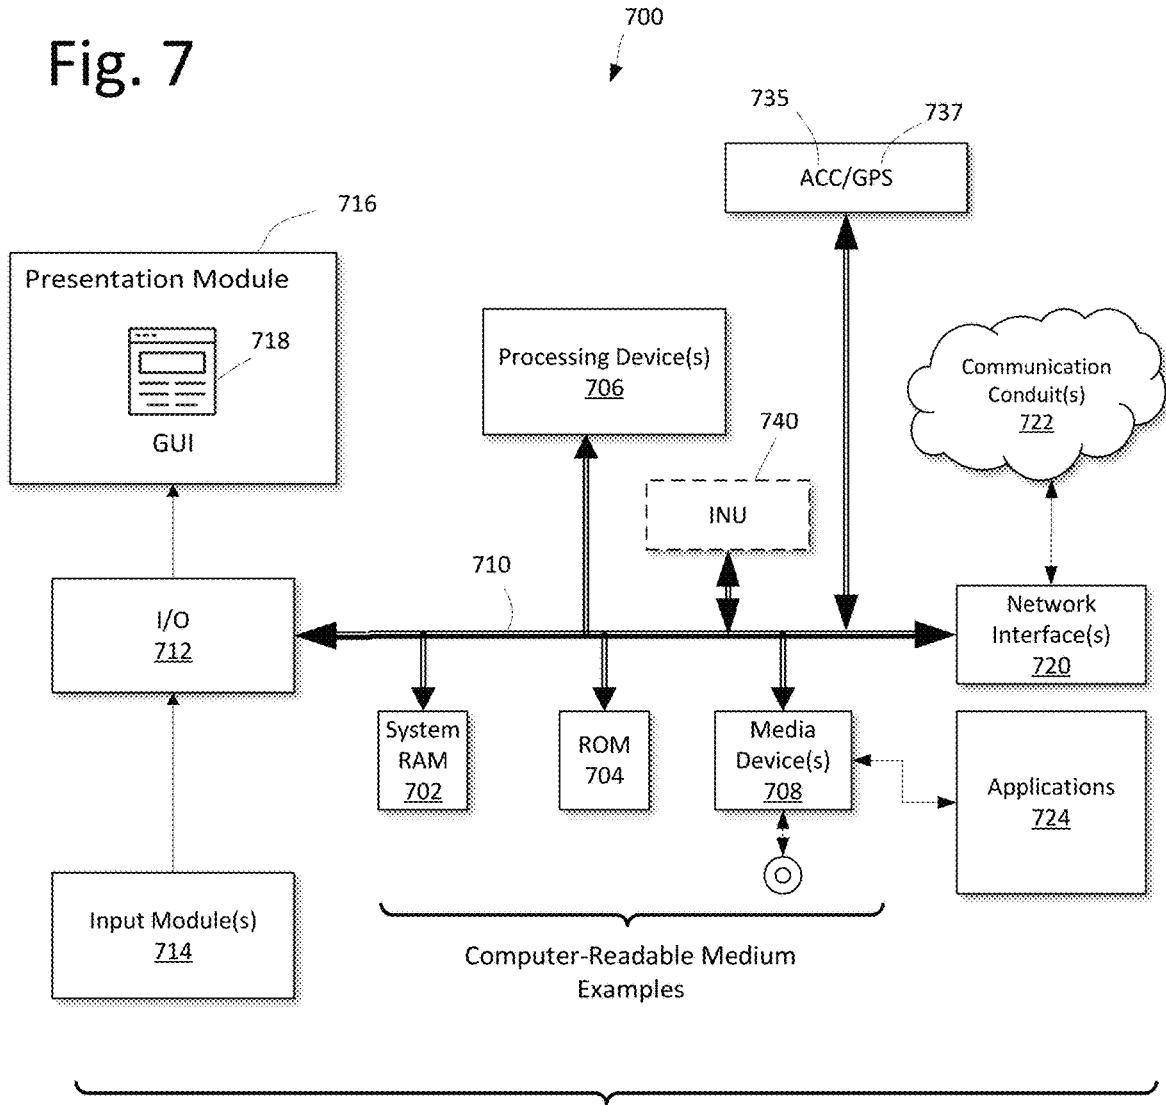 Fig. 7
700
735
737
ACC/GPS
716
Presentation Module
718
GUI
Processing Device(s)
706
740
INU
Communication
Conduit(s)
722
710
I/O
712
Network
Interface(s)
720
System
RAM
702
ROM
704
Media
Device(s)
708
Applications
724
Input Module(s)
714
Computer-Readable Medium
Examples